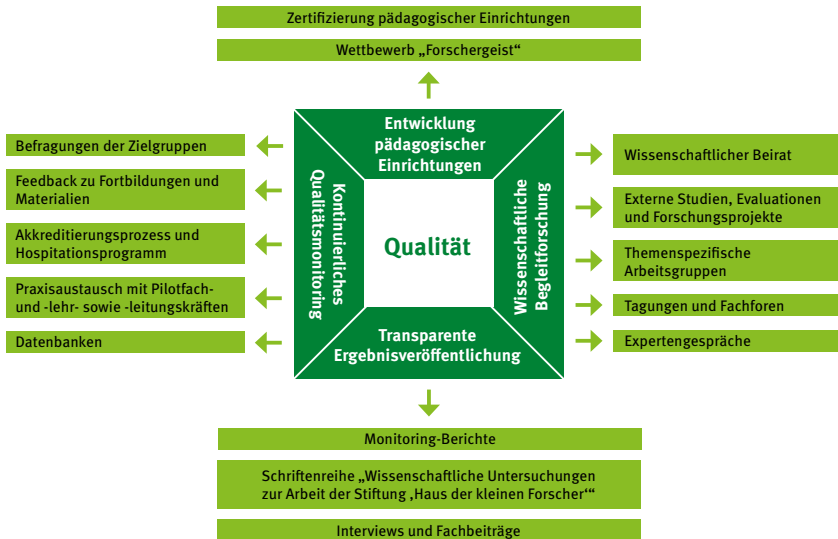 Zertifizierung pädagogischer Einrichtungen
Wettbewerb „Forschergeist“
Entwicklung
pädagogischer
Einrichtungen
Befragungen der Zielgruppen
Feedback zu Fortbildungen und
Materialien
Akkreditierungsprozess und
Hospitationsprogramm
Praxisaustausch mit Pilotfach-
und -lehr- sowie -leitungskräften
Datenbanken
Kontinuierliches
Qualitätsmonitoring
Qualität
Wissenschaftliche
Begleitforschung
Wissenschaftlicher Beirat
Externe Studien, Evaluationen
und Forschungsprojekte
Themenspezifische
Arbeitsgruppen
Tagungen und Fachforen
Expertengespräche
Transparente
Ergebnisveröffentlichung
Monitoring-Berichte
Schriftenreihe „Wissenschaftliche Untersuchungen
zur Arbeit der Stiftung ‚Haus der kleinen Forscher‘“
Interviews und Fachbeiträge